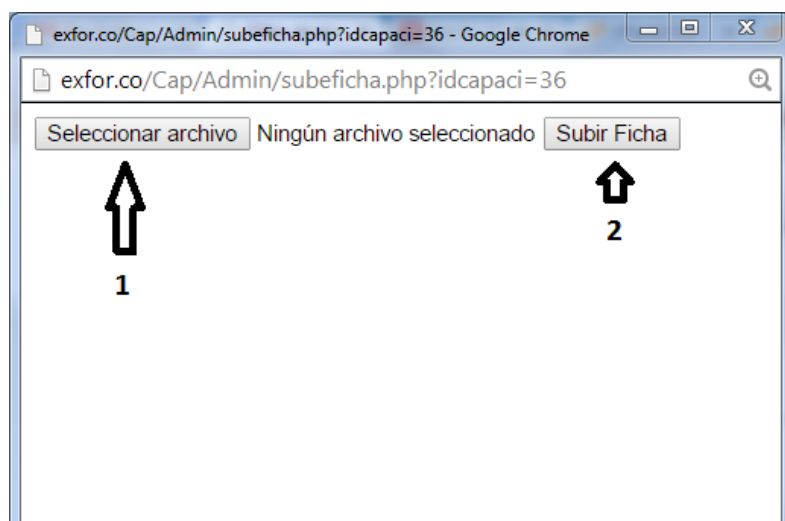 exfor.co/Cap/Admin/subeficha.php?idcapaci=36 - Google Chrome
exfor.co/Cap/Admin/subeficha.php?idcapaci=36
Seleccionar archivo Ningún archivo seleccionado Subir Ficha
1 2